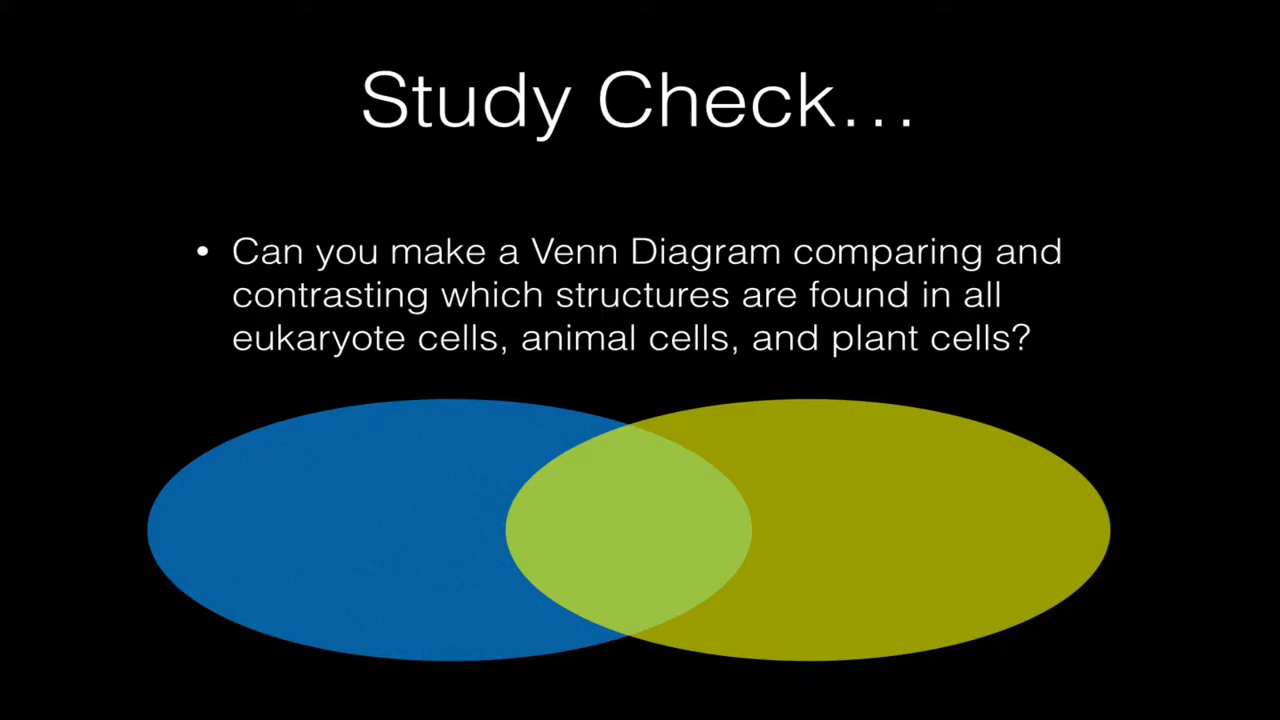 Study Check...
• Can you make a Venn Diagram comparing and
contrasting which structures are found in all
eukaryote cells, animal cells, and plant cells?